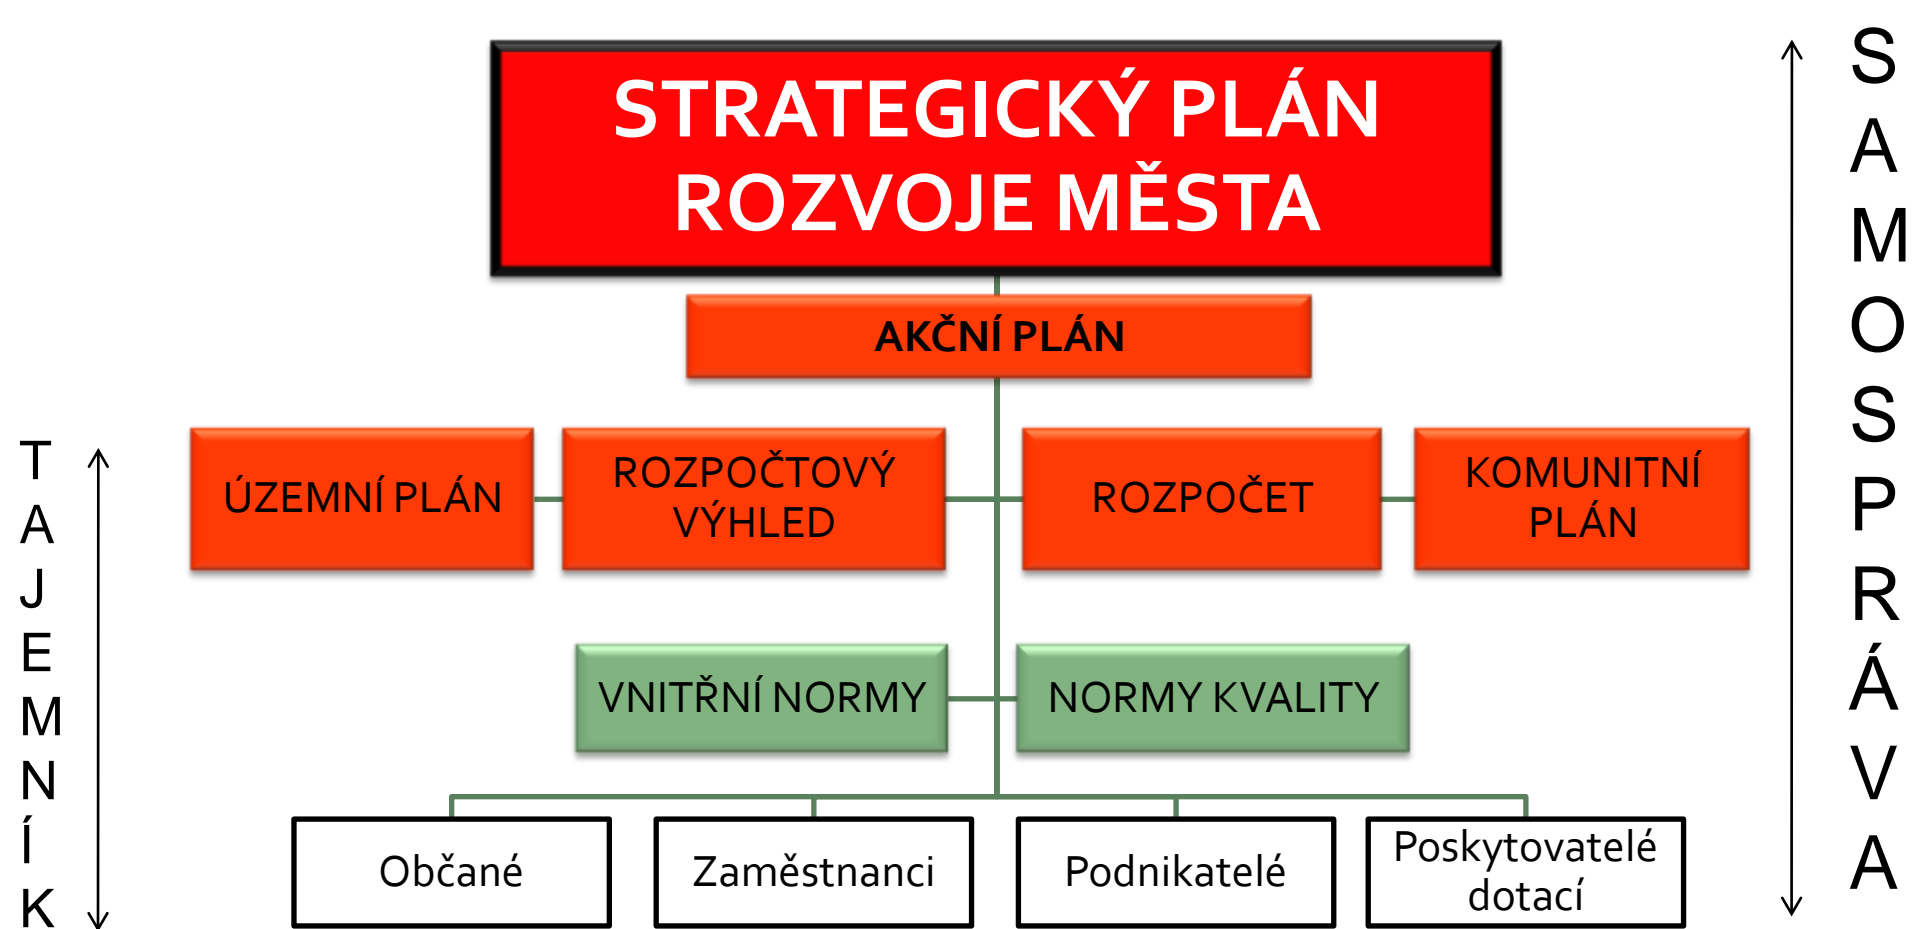 STRATEGICKÝ PLÁN
ROZVOJE MĚSTA
AKČNÍ PLÁN
ÚZEMNÍ PLÁN
ROZPOČTOVÝ
VÝHLED
ROZPOČET
KOMUNITNÍ
PLÁN
VNITŘNÍ NORMY
NORMY KVALITY
Občané
Zaměstnanci
Podnikatelé
Poskytovatelé
dotací
TAJEMNÍK
SAMOSPRÁVA